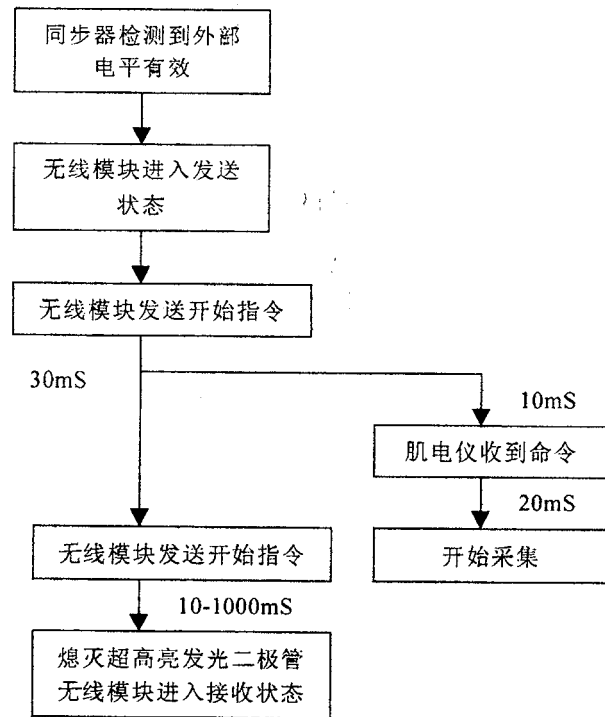 同步器检测到外部
电平有效
无线模块进入发送
状态
无线模块发送开始指令
30mS
10mS
肌电仪收到命令
20mS
无线模块发送开始指令
开始采集
10-1000mS
熄灭超高亮发光二极管
无线模块进入接收状态